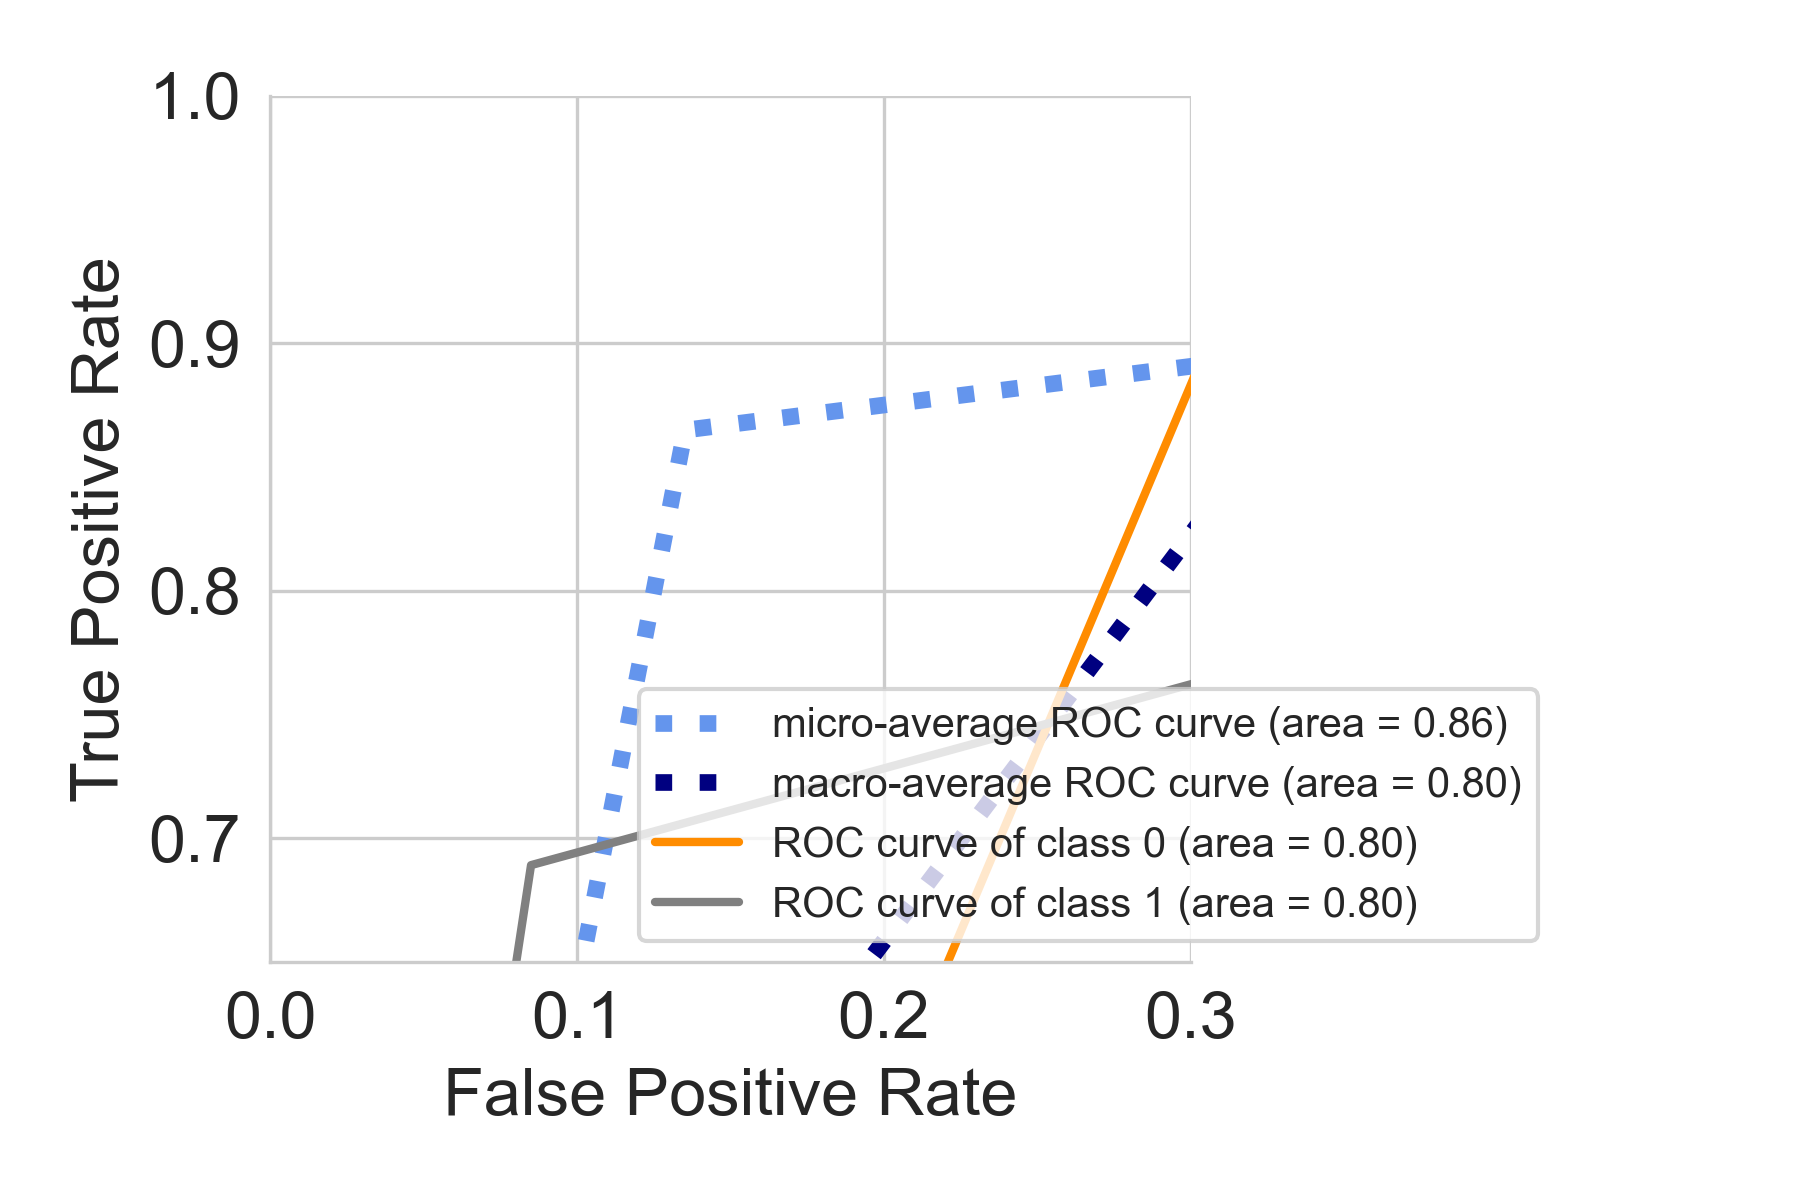 1.0
0.9
0.8
0.7
True Positive Rate
micro-average ROC curve (area = 0.86)
macro-average ROC curve (area = 0.80)
ROC curve of class 0 (area = 0.80)
ROC curve of class 1 (area = 0.80)
0.0 0.1 0.2 0.3
False Positive Rate